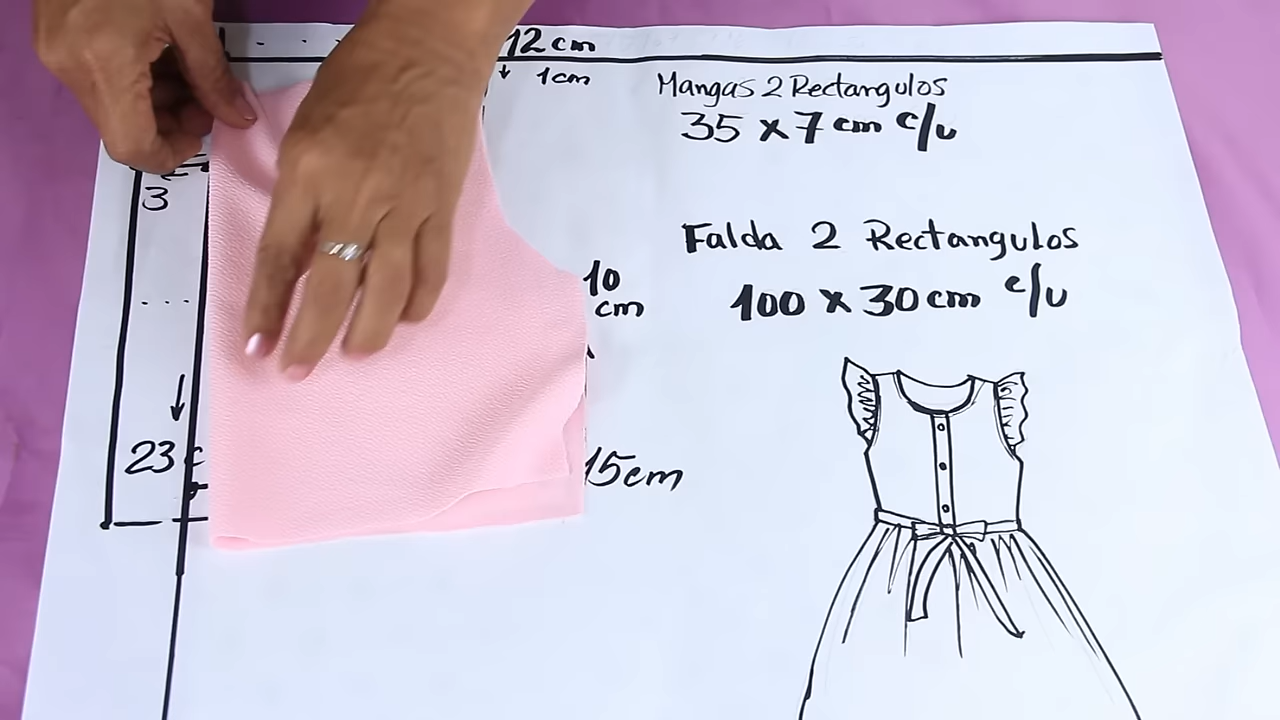 12cm
1cm
Mangas 2 Rectangulos
35 x 7 cm c/u
3
Falda 2 Rectangulos
10
cm
100 x 30 cm c/u
23 c
15cm